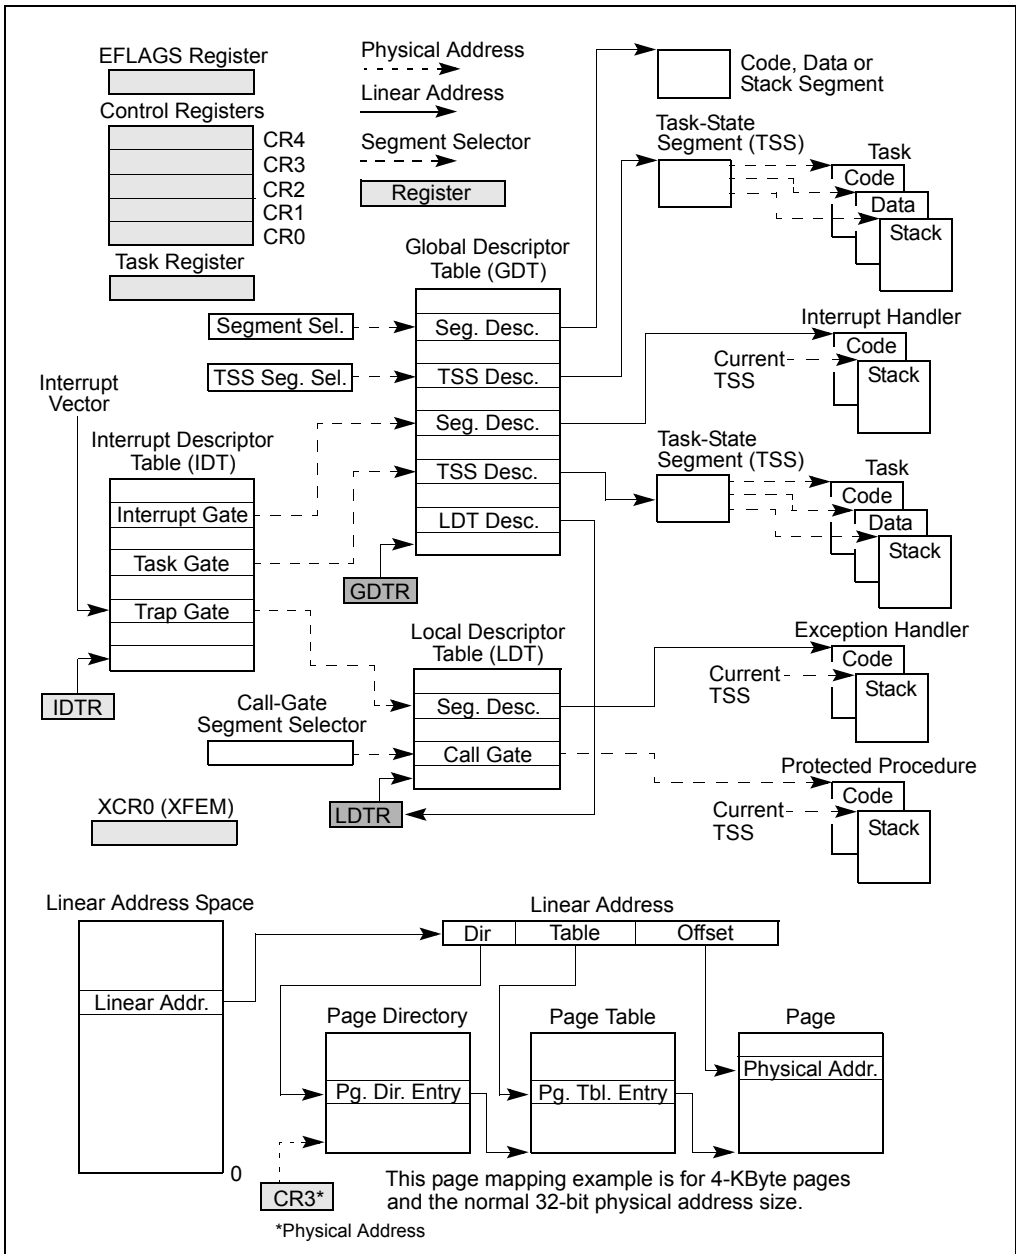 EFLAGS Register
Control Registers
CR4
CR3
CR2
CR1
CR0
Task Register
Physical Address
Linear Address
Segment Selector
Register
Code, Data or
Stack Segment
Task-State
Segment (TSS)
Task
Code
Data
Stack
Global Descriptor
Table (GDT)
Segment Sel.
Seg. Desc.
TSS Seg. Sel.
TSS Desc.
Seg. Desc.
TSS Desc.
LDT Desc.
GDTR
Interrupt Handler
Code
Current
TSS
Stack
Interrupt
Vector
Interrupt Descriptor
Table (IDT)
Interrupt Gate
Task Gate
Trap Gate
IDTR
Task-State
Segment (TSS)
Task
Code
Data
Stack
Local Descriptor
Table (LDT)
Seg. Desc.
Call Gate
Call-Gate
Segment Selector
LDTR
Exception Handler
Code
Current
TSS
Stack
Protected Procedure
Code
Current
TSS
Stack
XCR0 (XFEM)
Linear Address Space
Linear Addr.
0
Linear Address
Dir
Table
Offset
Page Directory
Pg. Dir. Entry
Page Table
Pg. Tbl. Entry
Page
Physical Addr.
CR3*
*Physical Address
This page mapping example is for 4-KByte pages
and the normal 32-bit physical address size.